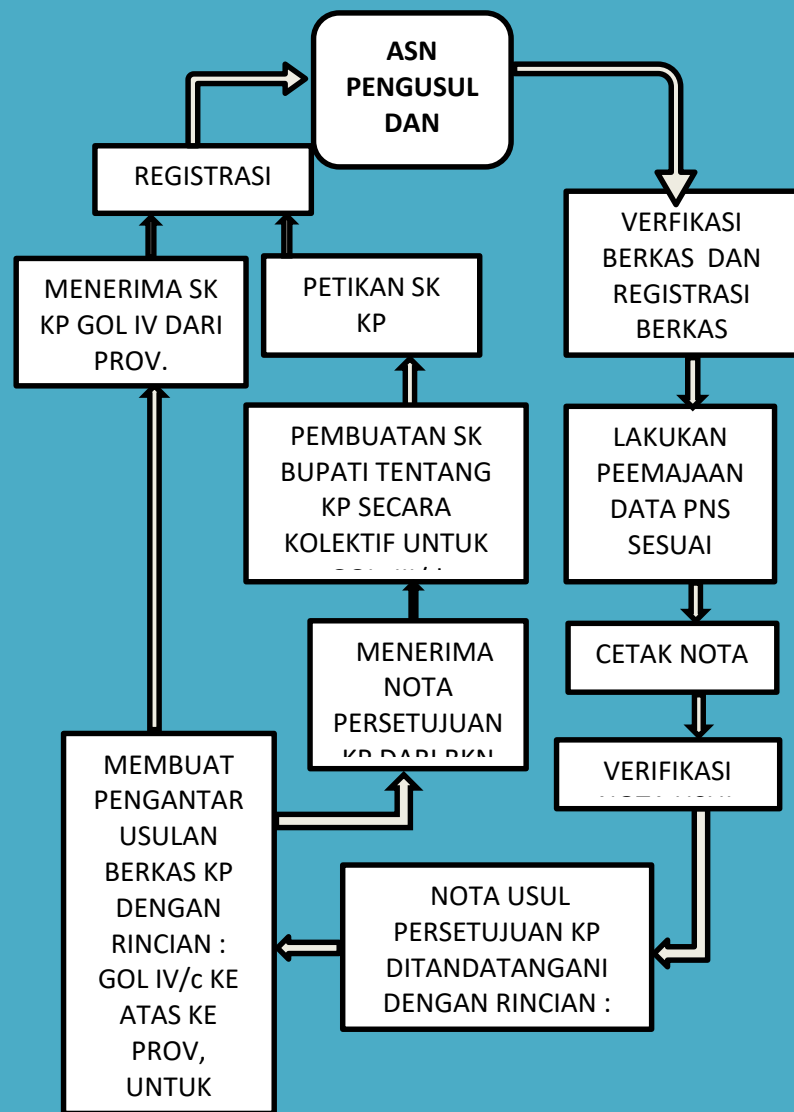 ASN
PENGUSUL
DAN
REGISTRASI
VERFIKASI
BERKAS DAN
REGISTRASI
BERKAS
MENERIMA SK
KP GOL IV DARI
PROV.
PETIKAN SK
KP
PEMBUATAN SK
BUPATI TENTANG
KP SECARA
KOLEKTIF UNTUK
LAKUKAN
PEEMAJAAN
DATA PNS
SESUAI
MENERIMA
NOTA
PERSETUJUAN
KP DARI BKN
CETAK NOTA
VERIFIKASI
MEMBUAT
PENGANTAR
USULAN
BERKAS KP
DENGAN
RINCIAN :
GOL IV/c KE
ATAS KE
PROV,
UNTUK
NOTA USUL
PERSETUJUAN KP
DITANDATANGANI
DENGAN RINCIAN :